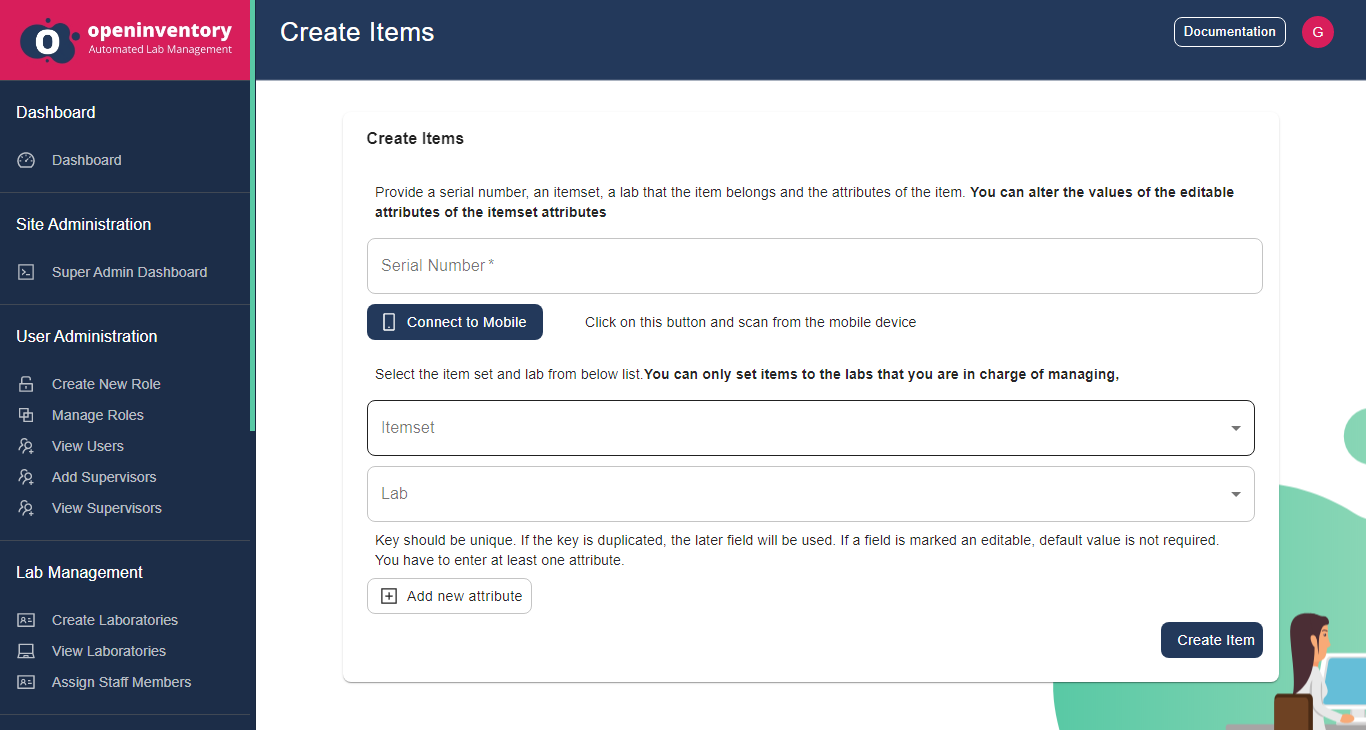 openinventory
Automated Lab Management
Create Items
Documentation
G
Dashboard
Dashboard
Site Administration
Super Admin Dashboard
User Administration
Create New Role
Manage Roles
View Users
Add Supervisors
View Supervisors
Lab Management
Create Laboratories
View Laboratories
Assign Staff Members
Create Items
Provide a serial number, an itemset, a lab that the item belongs and the attributes of the item. You can alter the values of the editable
attributes of the itemset attributes
Serial Number *
Connect to Mobile
Click on this button and scan from the mobile device
Select the item set and lab from below list.You can only set items to the labs that you are in charge of managing,
Itemset
Lab
Key should be unique. If the key is duplicated, the later field will be used. If a field is marked an editable, default value is not required.
You have to enter at least one attribute.
Add new attribute
Create Item